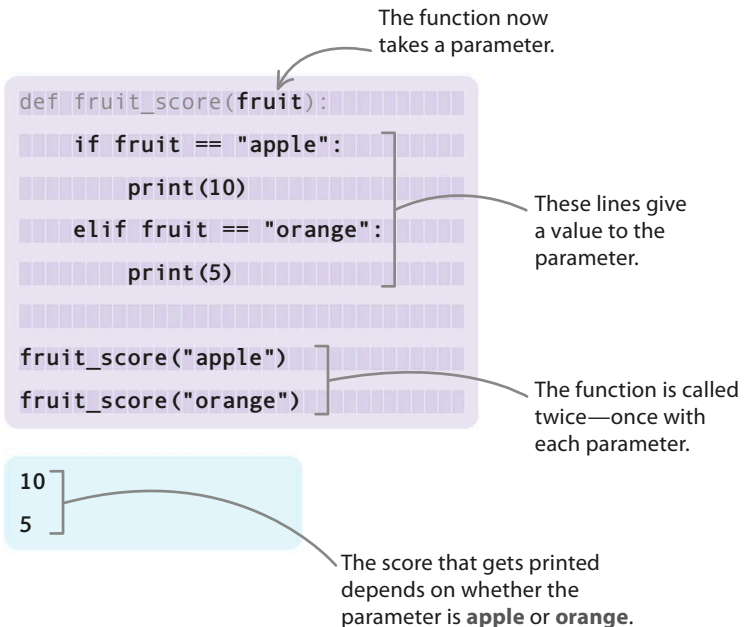 The function now
takes a parameter.
def fruit_score(fruit):
if fruit == "apple":
print(10)
elif fruit == "orange":
print(5)
These lines give
a value to the
parameter.
fruit_score("apple")
fruit_score("orange")
The function is called
twice—once with
each parameter.
10
5
The score that gets printed
depends on whether the
parameter is apple or orange.